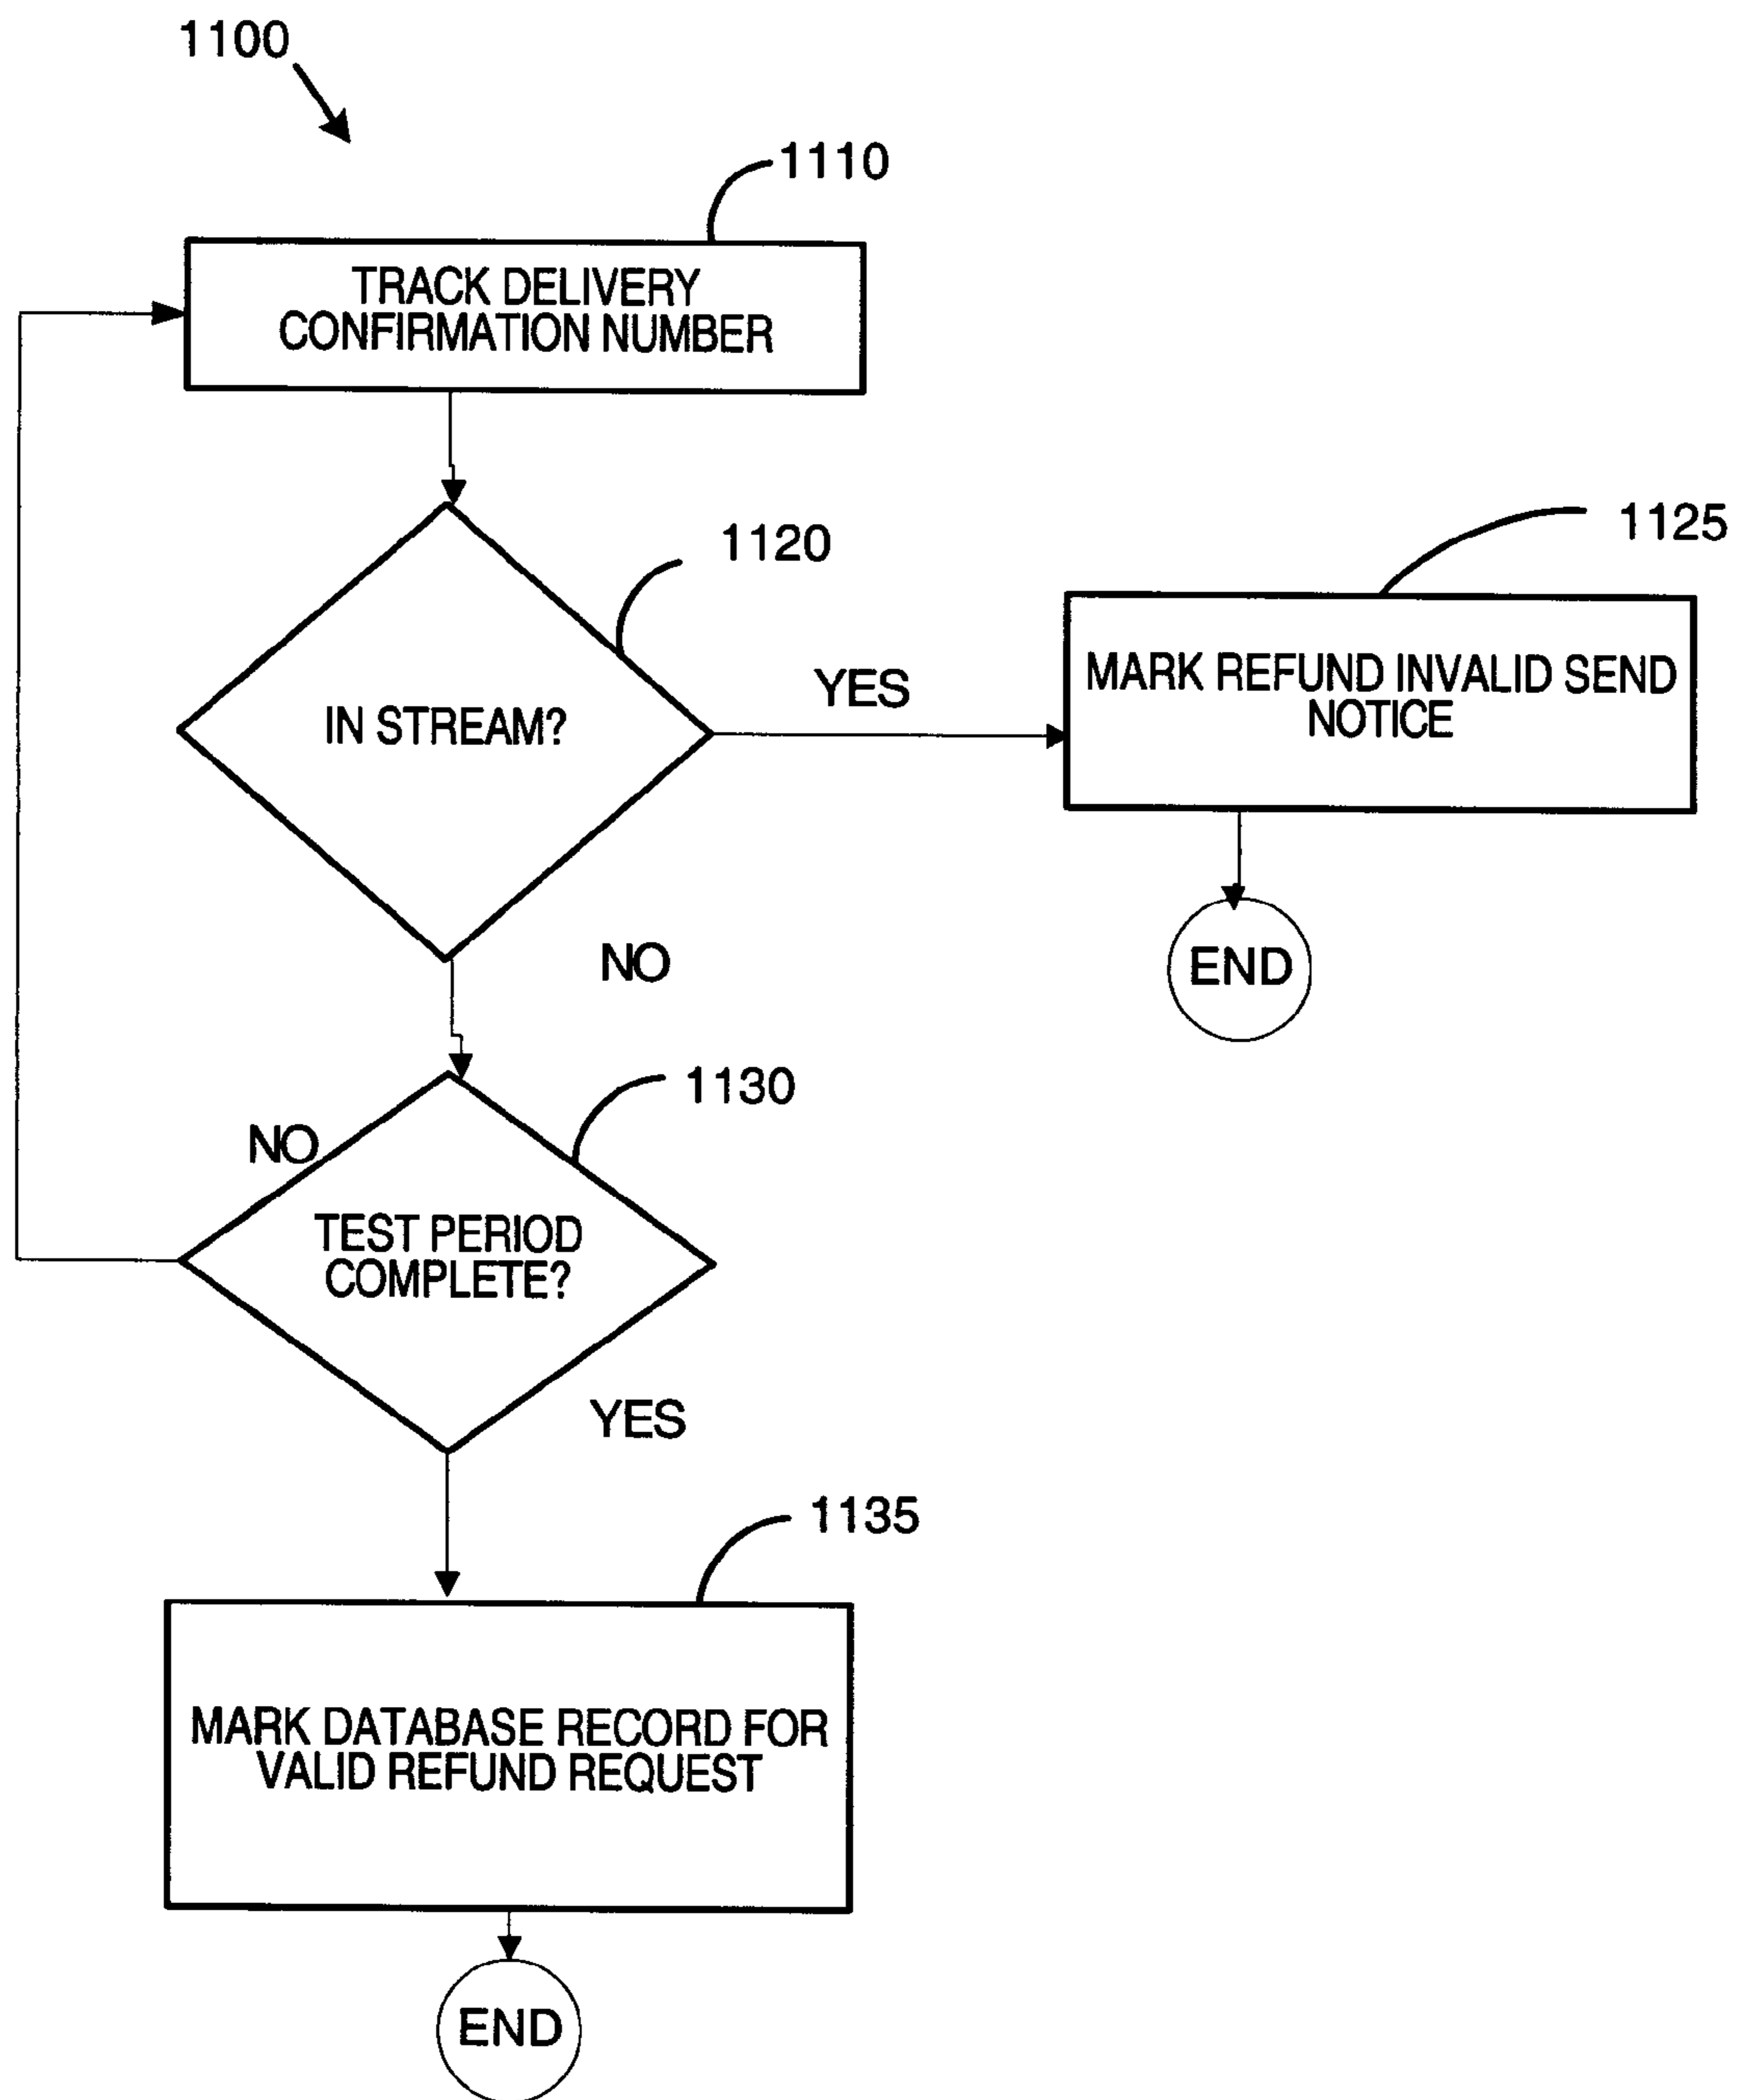 1100
1110
TRACK DELIVERY
CONFIRMATION NUMBER
1120
1125
IN STREAM?
YES
MARK REFUND INVALID SEND
NOTICE
NO
END
1130
NO
TEST PERIOD
COMPLETE?
YES
1135
MARK DATABASE RECORD FOR
VALID REFUND REQUEST
END